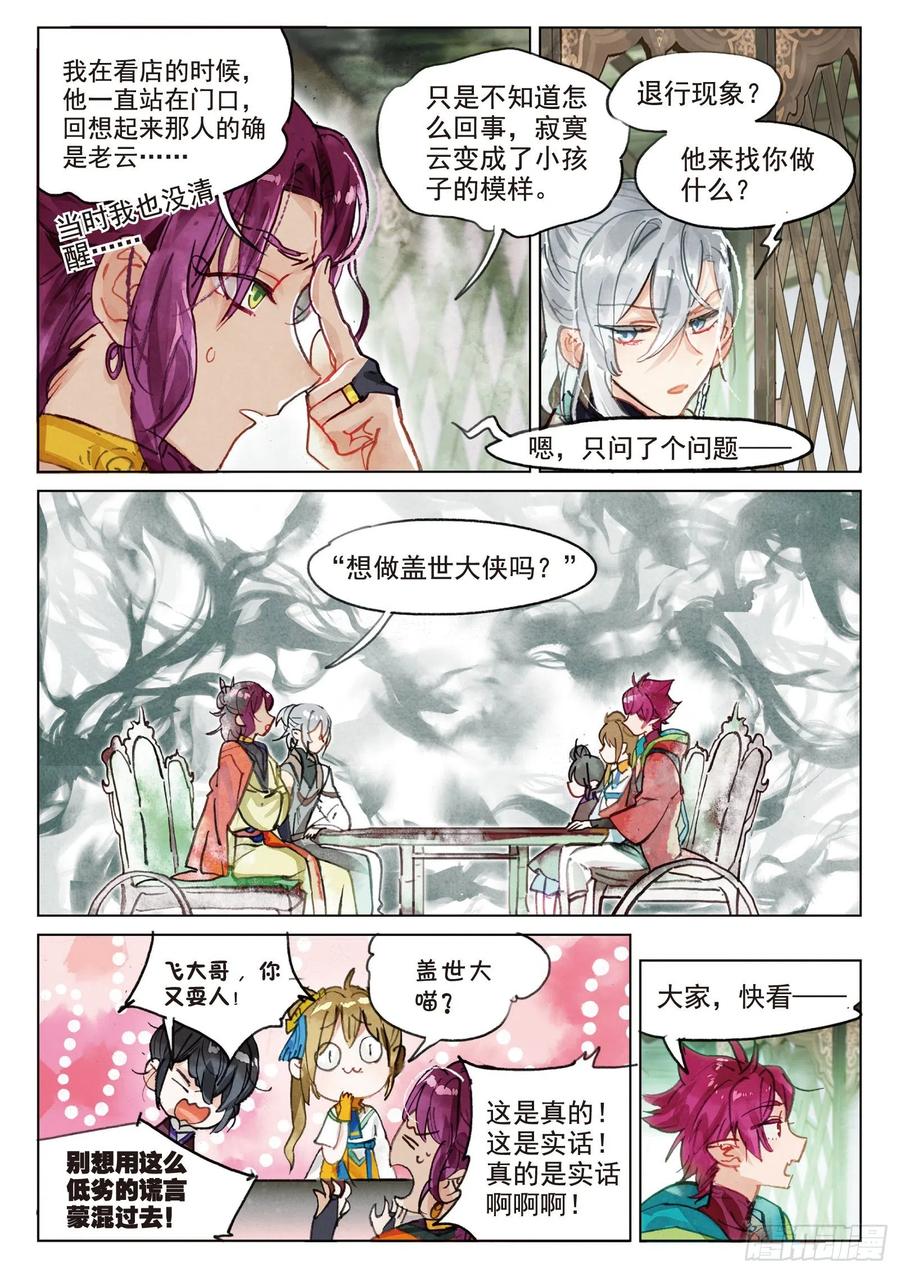 我在看店的时候，
他一直站在门口，
回想起来那人的确
是老云……
当时我也没清
醒……
只是不知道怎
么回事，寂寞
云变成了小孩
子的模样。
退行现象？
他来找你做
什么？
嗯，只问了个问题——
“想做盖世大侠吗？”
飞大哥，你
又耍人！
盖世大
喵？
别想用这么
低劣的谎言
蒙混过去！
这是真的！
这是实话！
真的是实话
啊啊啊！
大家，快看——
腾讯动漫